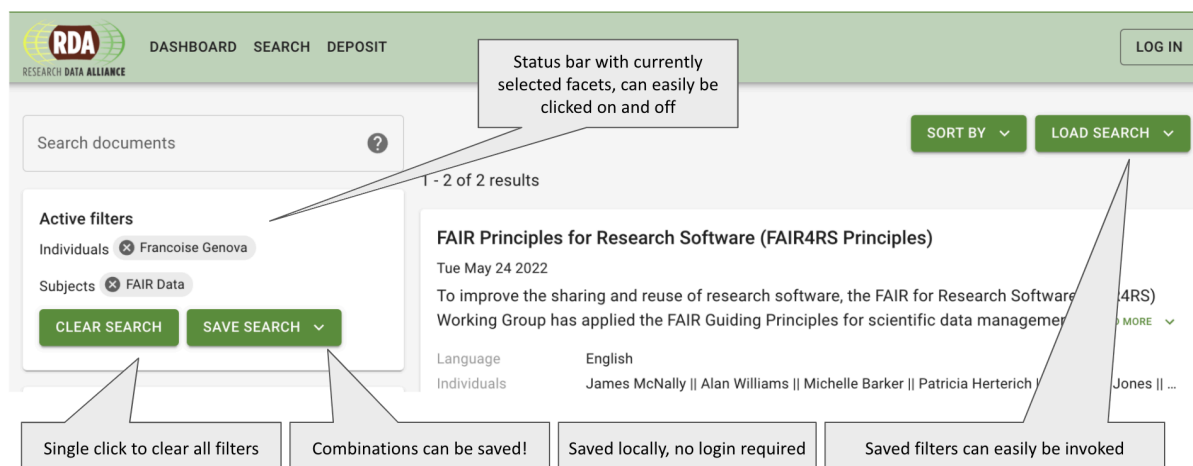 RDA
RESEARCH DATA ALLIANCE
DASHBOARD SEARCH DEPOSIT
LOG IN
Status bar with currently
selected facets, can easily be
clicked on and off
Search documents
?
SORT BY
LOAD SEARCH
1 - 2 of 2 results
Active filters
Individuals Francoise Genova
Subjects FAIR Data
CLEAR SEARCH
SAVE SEARCH
FAIR Principles for Research Software (FAIR4RS Principles)
Tue May 24 2022
To improve the sharing and reuse of research software, the FAIR for Research Software 4RS)
Working Group has applied the FAIR Guiding Principles for scientific data MORE
Language English
Individuals James McNally || Alan Williams || Michelle Barker || Patricia Herterich Jones || ...
Single click to clear all filters
Combinations can be saved!
Saved locally, no login required
Saved filters can easily be invoked